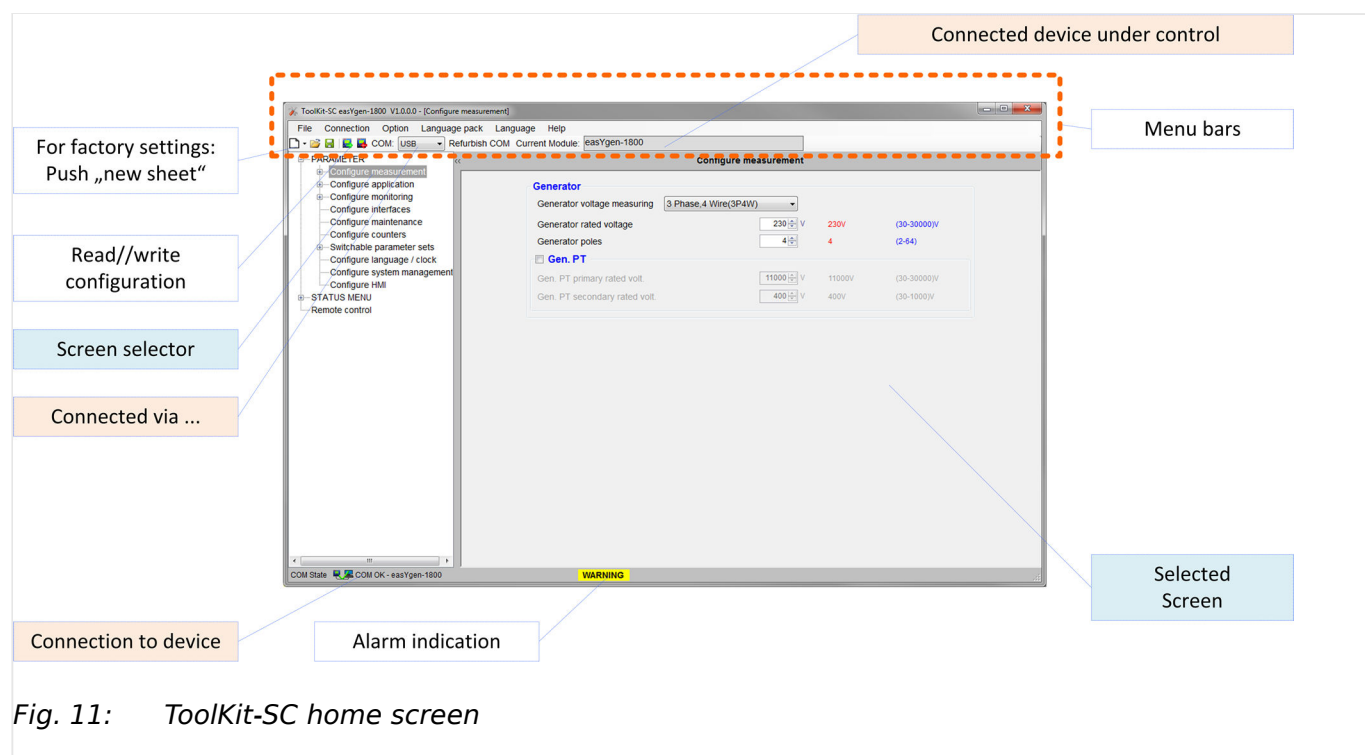 Connected device under control
Menu bars
For factory settings:
Push „new sheet“
Read//write
configuration
Screen selector
Connected via ...
Connection to device
Alarm indication
Selected
Screen
ToolKit-SC easYgen-1800 V1.0.0.0 - [Configure measurement]
File Connection Option Language pack Language Help
COM: USB Refurbish COM Current Module: easYgen-1800
PARAMETER
Configure measurement
Configure application
Configure monitoring
Configure interfaces
Configure maintenance
Configure counters
Switchable parameter sets
Configure language / clock
Configure system management
Configure HMI
STATUS MENU
Remote control
<< Configure measurement
Generator
Generator voltage measuring 3 Phase,4 Wire(3P4W)
Generator rated voltage 230 V 230V (30-30000)V
Generator poles 4 4 (2-64)
Gen. PT
Gen. PT primary rated volt. 11000 V 11000V (30-30000)V
Gen. PT secondary rated volt. 400 V 400V (30-1000)V
COM State COM OK - easYgen-1800 WARNING
Fig. 11: ToolKit-SC home screen